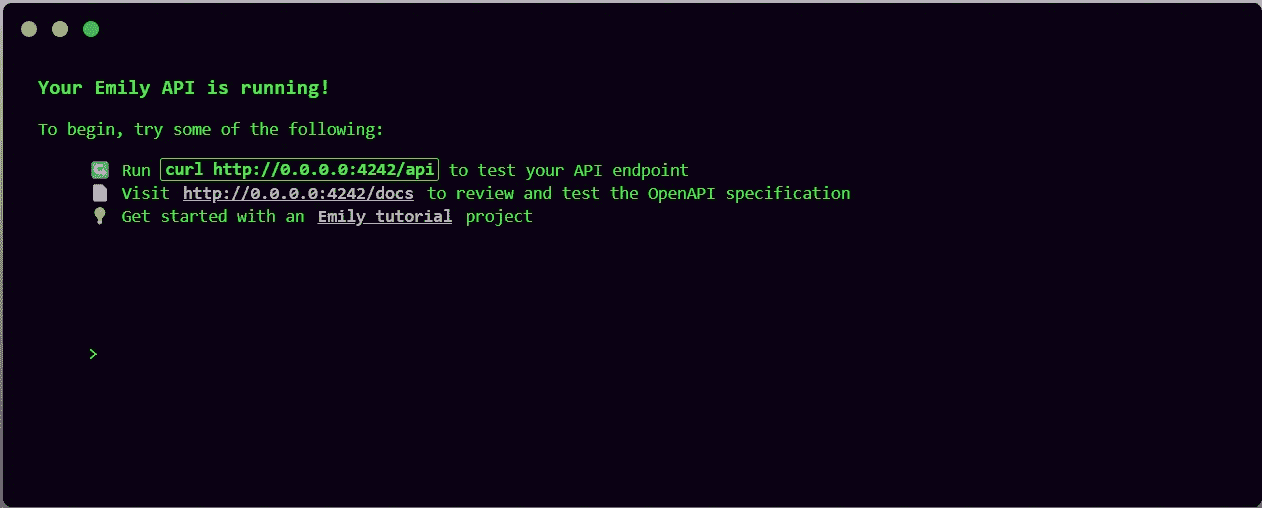 Your Emily API is running!
To begin, try some of the following:
Run curl http://0.0.0.0:4242/api to test your API endpoint
Visit http://0.0.0.0:4242/docs to review and test the OpenAPI specification
Get started with an Emily tutorial project
>